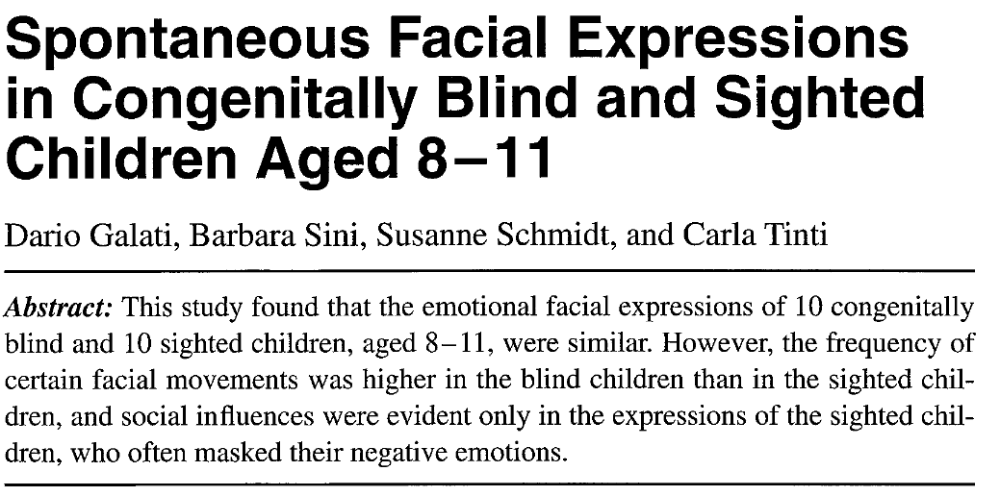 Spontaneous Facial Expressions
in Congenitally Blind and Sighted
Children Aged 8–11
Dario Galati, Barbara Sini, Susanne Schmidt, and Carla Tinti
Abstract: This study found that the emotional facial expressions of 10 congenitally
blind and 10 sighted children, aged 8–11, were similar. However, the frequency of
certain facial movements was higher in the blind children than in the sighted chil-
dren, and social influences were evident only in the expressions of the sighted chil-
dren, who often masked their negative emotions.